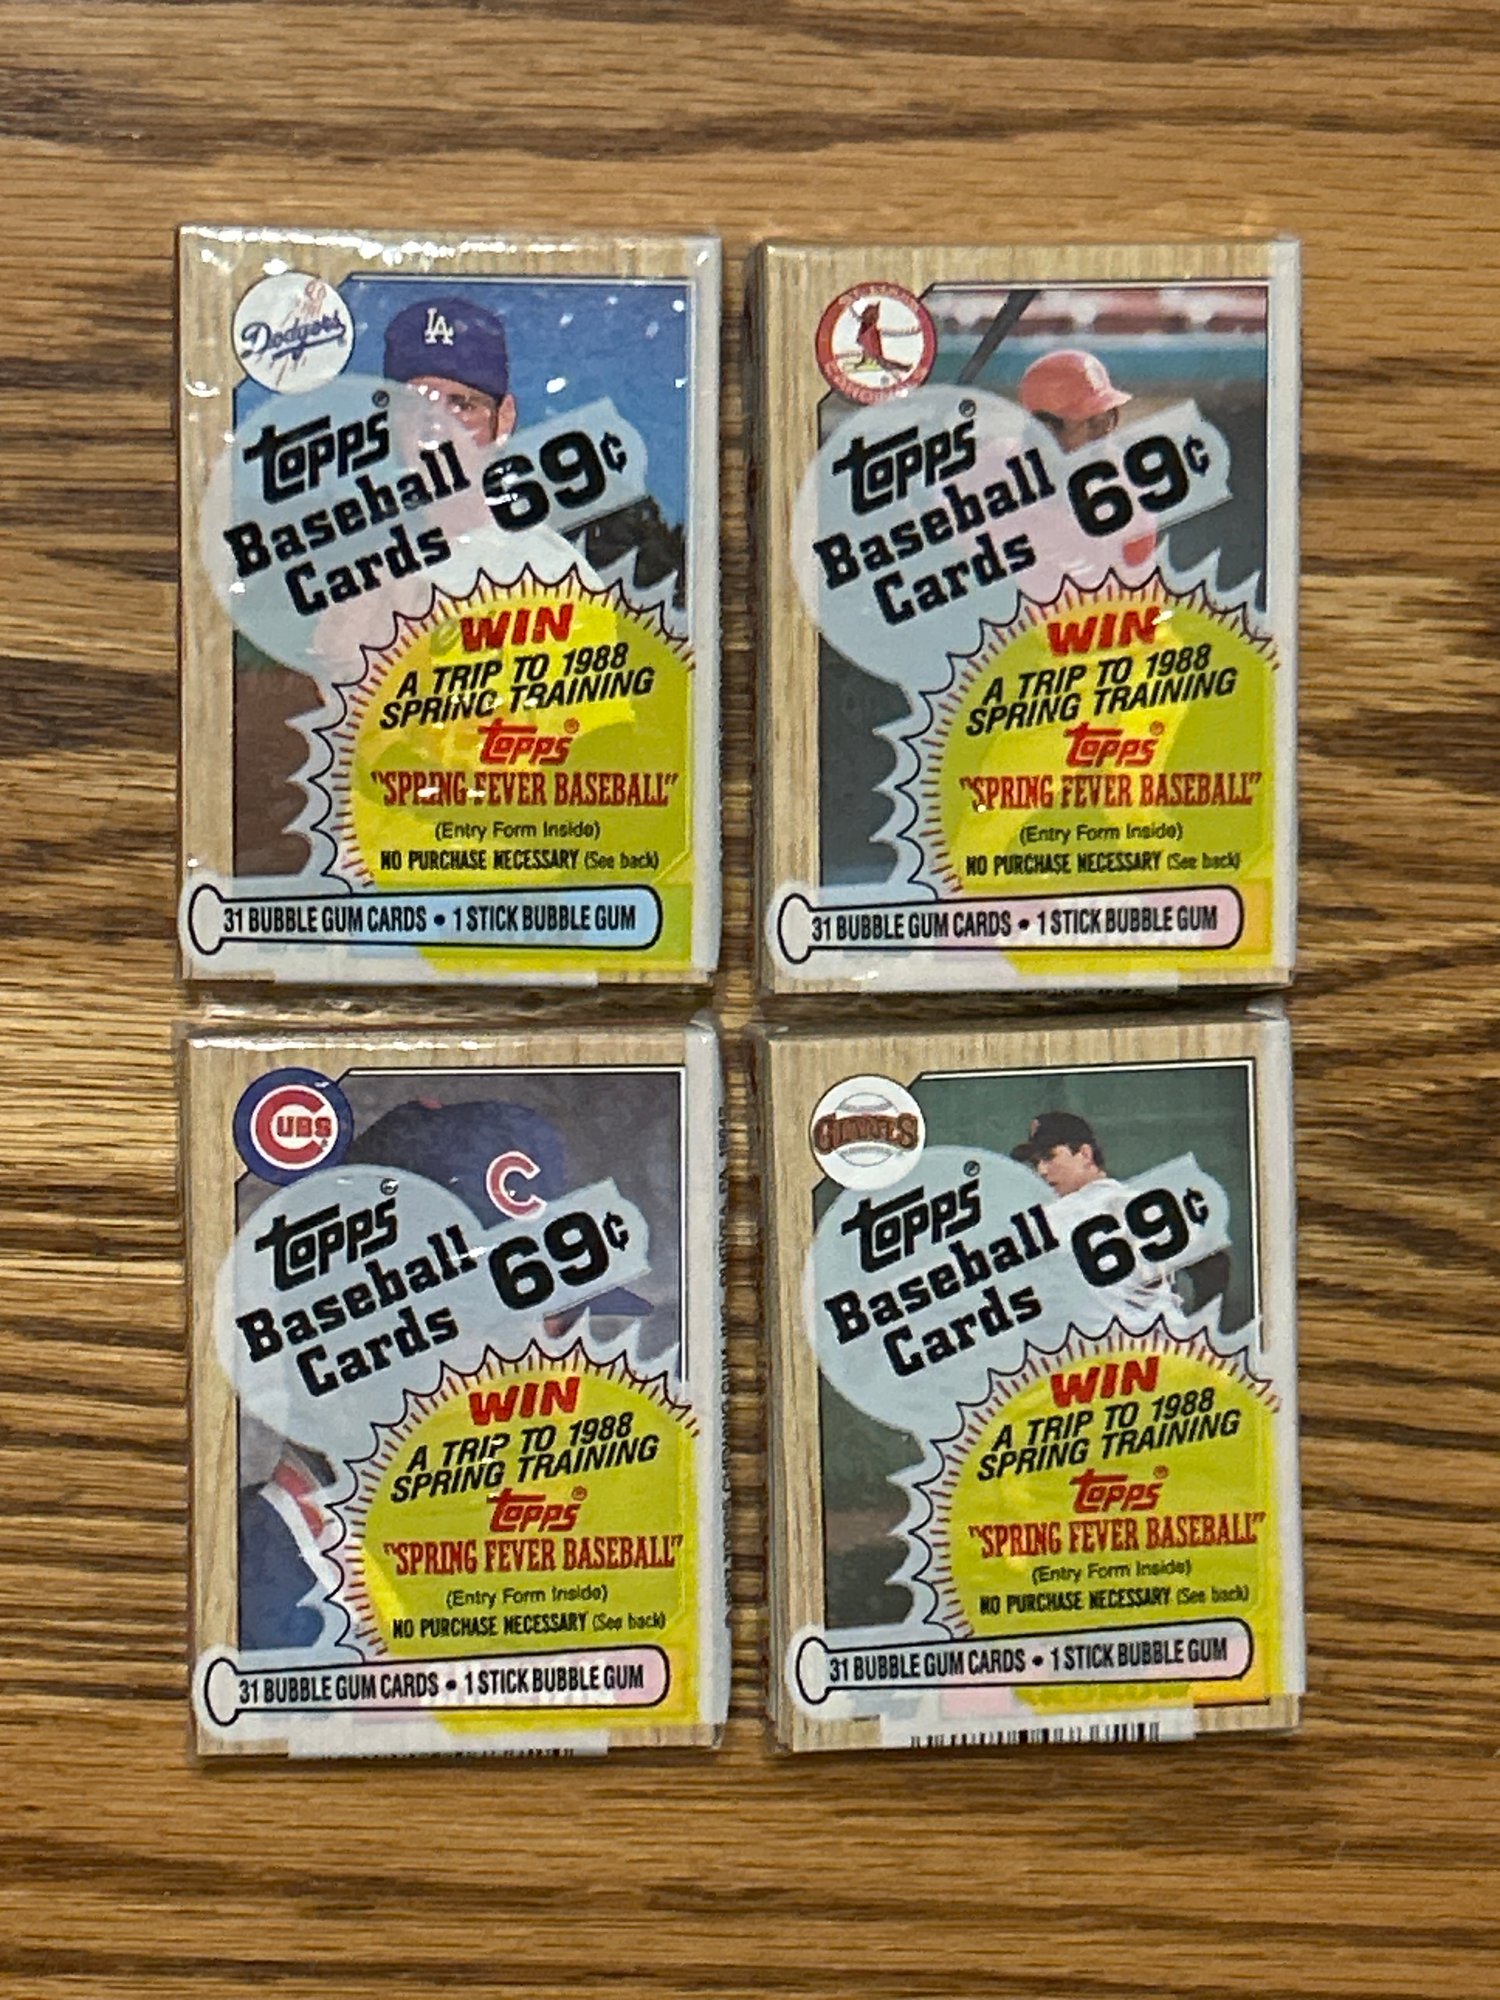 Dodgers
LA
Topps®
Baseball
Cards
69¢
WIN
A TRIP TO 1988
SPRING TRAINING
Topps®
"SPRING FEVER BASEBALL"
(Entry Form Inside)
NO PURCHASE NECESSARY (See back)
31 BUBBLE GUM CARDS • 1 STICK BUBBLE GUM
Topps®
Baseball
Cards
69¢
WIN
A TRIP TO 1988
SPRING TRAINING
Topps®
"SPRING FEVER BASEBALL"
(Entry Form Inside)
NO PURCHASE NECESSARY (See back)
31 BUBBLE GUM CARDS • 1 STICK BUBBLE GUM
CUBS
C
Topps®
Baseball
Cards
69¢
WIN
A TRIP TO 1988
SPRING TRAINING
Topps®
"SPRING FEVER BASEBALL"
(Entry Form Inside)
NO PURCHASE NECESSARY (See back)
31 BUBBLE GUM CARDS • 1 STICK BUBBLE GUM
GIANTS
Topps®
Baseball
Cards
69¢
WIN
A TRIP TO 1988
SPRING TRAINING
Topps®
"SPRING FEVER BASEBALL"
(Entry Form Inside)
NO PURCHASE NECESSARY (See back)
31 BUBBLE GUM CARDS • 1 STICK BUBBLE GUM